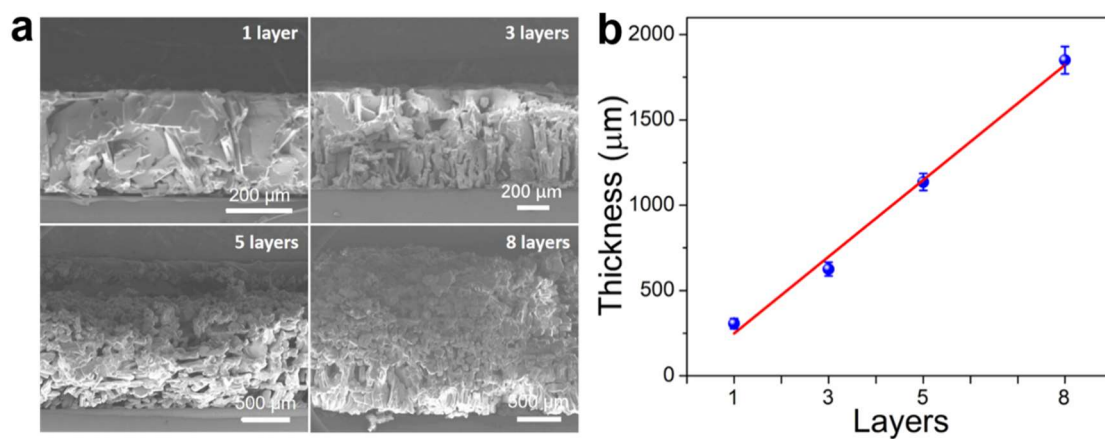 a
1 layer
200 µm
3 layers
200 µm
5 layers
500 µm
8 layers
500 µm
b
Thickness (µm)
2000
1500
1000
500
0
1
3
5
8
Layers